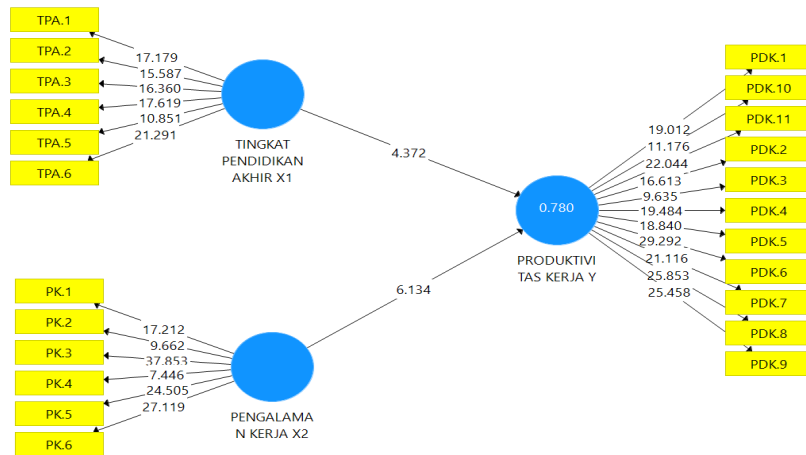 TPA.1
TPA.2
TPA.3
TPA.4
TPA.5
TPA.6
17.179
15.587
16.360
17.619
10.851
21.291
TINGKAT
PENDIDIKAN
AKHIR X1
4.372
PK.1
PK.2
PK.3
PK.4
PK.5
PK.6
17.212
9.662
37.853
7.446
24.505
27.119
PENGALAMA
N KERJA X2
6.134
0.780
PRODUKTIVI
TAS KERJA Y
19.012
11.176
22.044
16.613
9.635
19.484
18.840
29.292
21.116
25.853
25.458
PDK.1
PDK.10
PDK.11
PDK.2
PDK.3
PDK.4
PDK.5
PDK.6
PDK.7
PDK.8
PDK.9